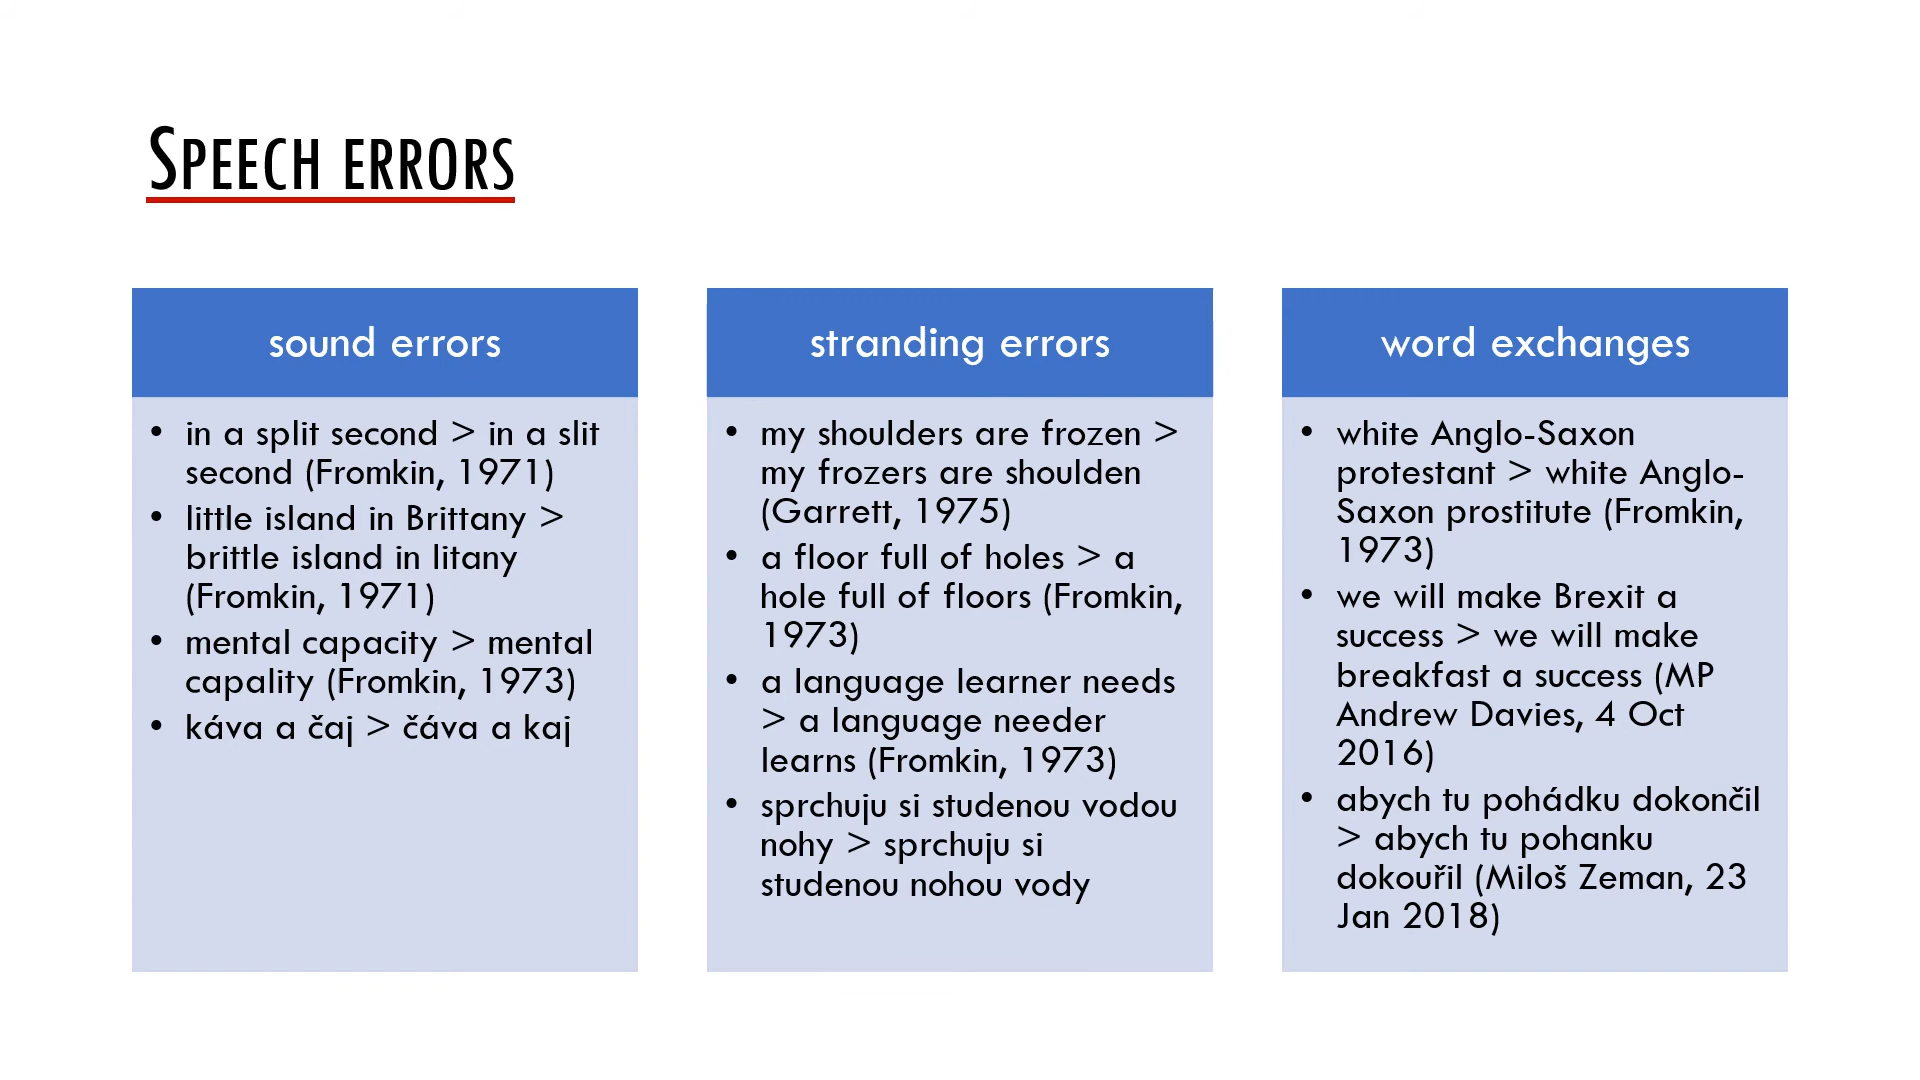 SPEECH ERRORS
sound errors
• in a split second > in a slit
second (Fromkin, 1971)
• little island in Brittany >
brittle island in litany
(Fromkin, 1971)
• mental capacity > mental
capality (Fromkin, 1973)
• káva a čaj > čáva a kaj
stranding errors
• my shoulders are frozen >
my frozers are shoulden
(Garrett, 1975)
• a floor full of holes > a
hole full of floors (Fromkin,
1973)
• a language learner needs
> a language needer
learns (Fromkin, 1973)
• sprchuju si studenou vodou
nohy > sprchuju si
studenou nohou vody
word exchanges
• white Anglo-Saxon
protestant > white Anglo-
Saxon prostitute (Fromkin,
1973)
• we will make Brexit a
success > we will make
breakfast a success (MP
Andrew Davies, 4 Oct
2016)
• abych tu pohádku dokončil
> abych tu pohanku
dokouřil (Miloš Zeman, 23
Jan 2018)